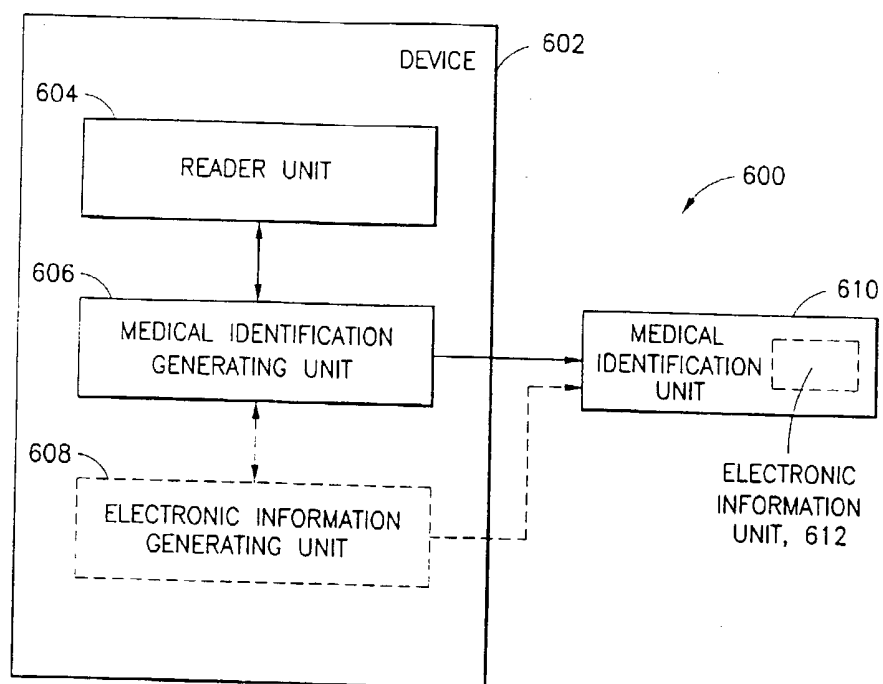 DEVICE
602
604
READER UNIT
600
606
MEDICAL IDENTIFICATION
GENERATING UNIT
610
MEDICAL
IDENTIFICATION
UNIT
608
ELECTRONIC INFORMATION
GENERATING UNIT
ELECTRONIC
INFORMATION
UNIT, 612